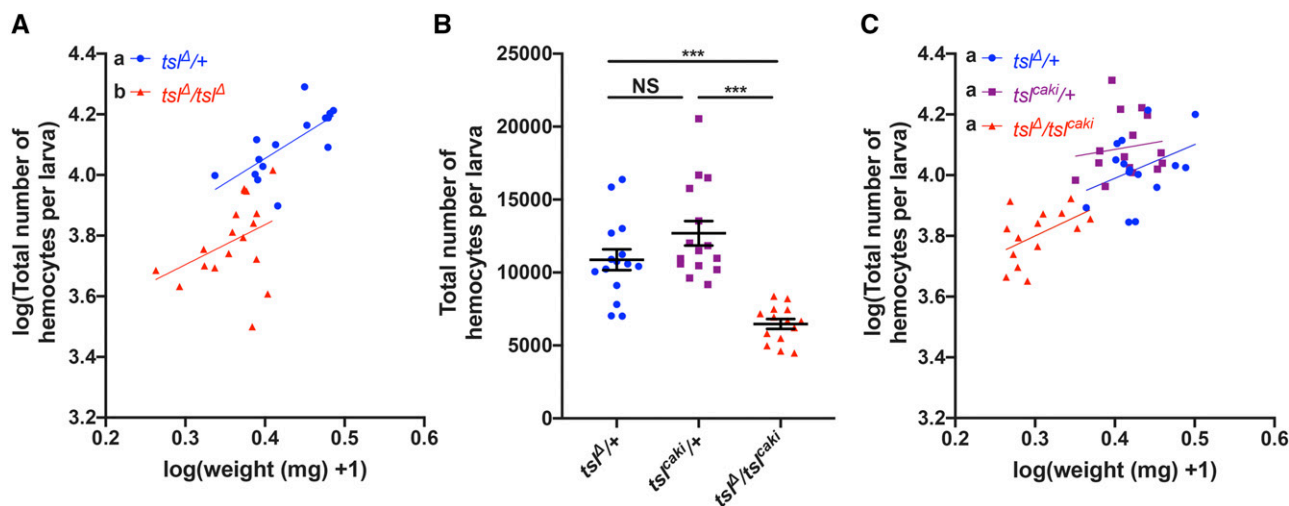 A
log(Total number of
hemocytes per larva)
4.4
4.2
4.0
3.8
3.6
3.4
3.2
0.2 0.3 0.4 0.5 0.6
log(weight (mg) +1)
a tslΔ/+
b tslΔ/tslΔ
B
Total number of
hemocytes per larva
25000
20000
15000
10000
5000
0
***
NS ***
tslΔ/+
tslcaki/+
tslΔ/tslcaki
C
log(Total number of
hemocytes per larva)
4.4
4.2
4.0
3.8
3.6
3.4
3.2
0.2 0.3 0.4 0.5 0.6
log(weight (mg) +1)
a tslΔ/+
a tslcaki/+
a tslΔ/tslcaki